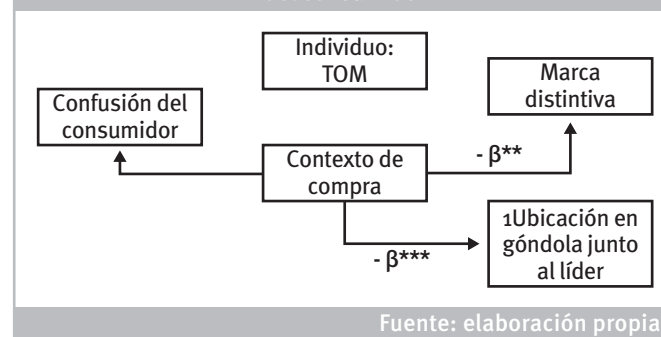 Individuo:
TOM
Marca
distintiva
Confusión del
consumidor
Contexto de
compra
- β**
1Ubicación en
góndola junto
al líder
- β***
Fuente: elaboración propia